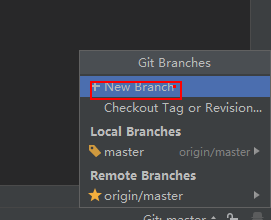 Git Branches
+ New Branch
Checkout Tag or Revision...
Local Branches
master origin/master
Remote Branches
origin/master
Git: master